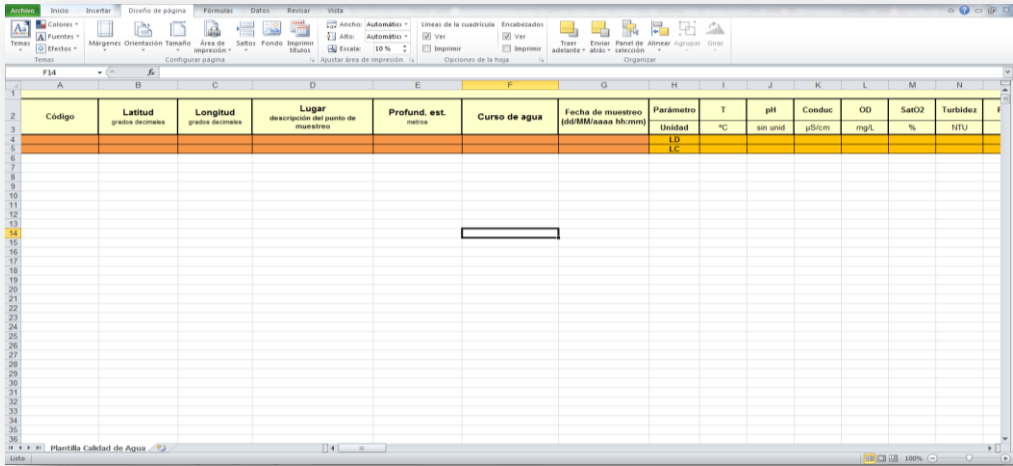 Archivo Inicio Insertar Diseño de página Fórmulas Datos Revisar Vista
Colores Ancho: Automático Líneas de la cuadrícula Encabezados
Fuentes Alto: Automático Ver Ver
Temas Efectos Márgenes Orientación Tamaño Área de impresión Saltos Fondo Imprimir títulos Escala: 10 % Imprimir Imprimir Traer adelante Enviar atrás Panel de selección Alinear Agrupar Girar
Temas Configurar página Ajustar área de impresión Opciones de la hoja Organizar
F14 fx
A B C D E F G H I J K L M N
1
2 Código Latitud grados decimales Longitud grados decimales Lugar descripción del punto de muestreo Profund. est. metros Curso de agua Fecha de muestreo (dd/MM/aaaa hh:mm) Parámetro T pH Conduc OD SatO2 Turbidez
3 Unidad ºC sin unid µS/cm mg/L % NTU
4 LD
5 LC
6
7
8
9
10
11
12
13
14
15
16
17
18
19
20
21
22
23
24
25
26
27
28
29
30
31
32
33
34
35
36
Plantilla Calidad de Agua
Listo 100%